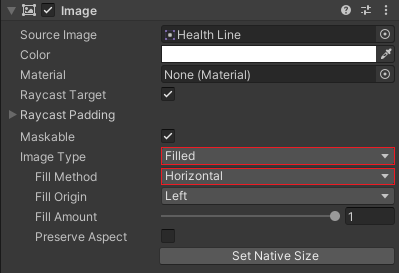 Image
Source Image Health Line
Color
Material None (Material)
Raycast Target
Raycast Padding
Maskable
Image Type Filled
Fill Method Horizontal
Fill Origin Left
Fill Amount 1
Preserve Aspect
Set Native Size